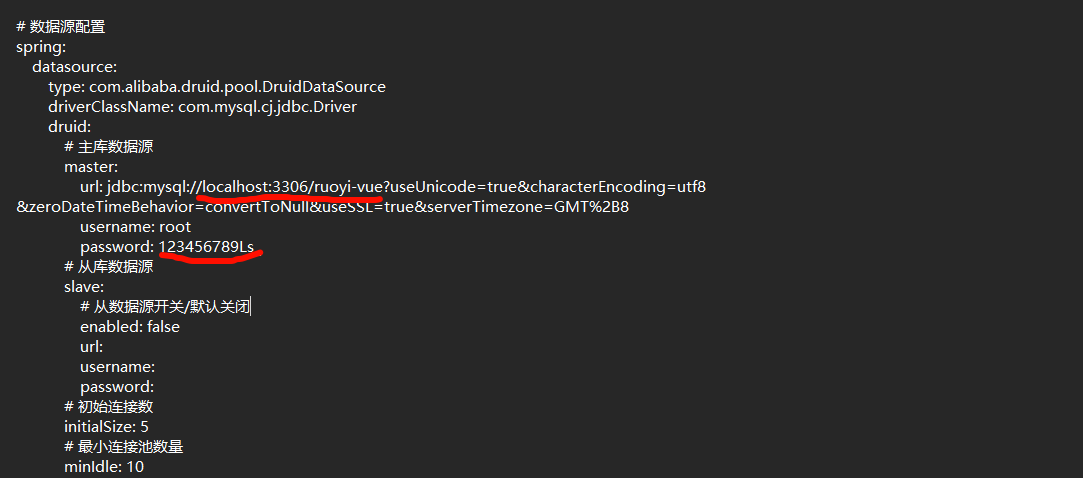 # 数据源配置
spring:
datasource:
type: com.alibaba.druid.pool.DruidDataSource
driverClassName: com.mysql.cj.jdbc.Driver
druid:
# 主库数据源
master:
url: jdbc:mysql://localhost:3306/ruoyi-vue?useUnicode=true&characterEncoding=utf8
&zeroDateTimeBehavior=convertToNull&useSSL=true&serverTimezone=GMT%2B8
username: root
password: 123456789Ls
# 从库数据源
slave:
# 从数据源开关/默认关闭
enabled: false
url:
username:
password:
# 初始连接数
initialSize: 5
# 最小连接池数量
minIdle: 10